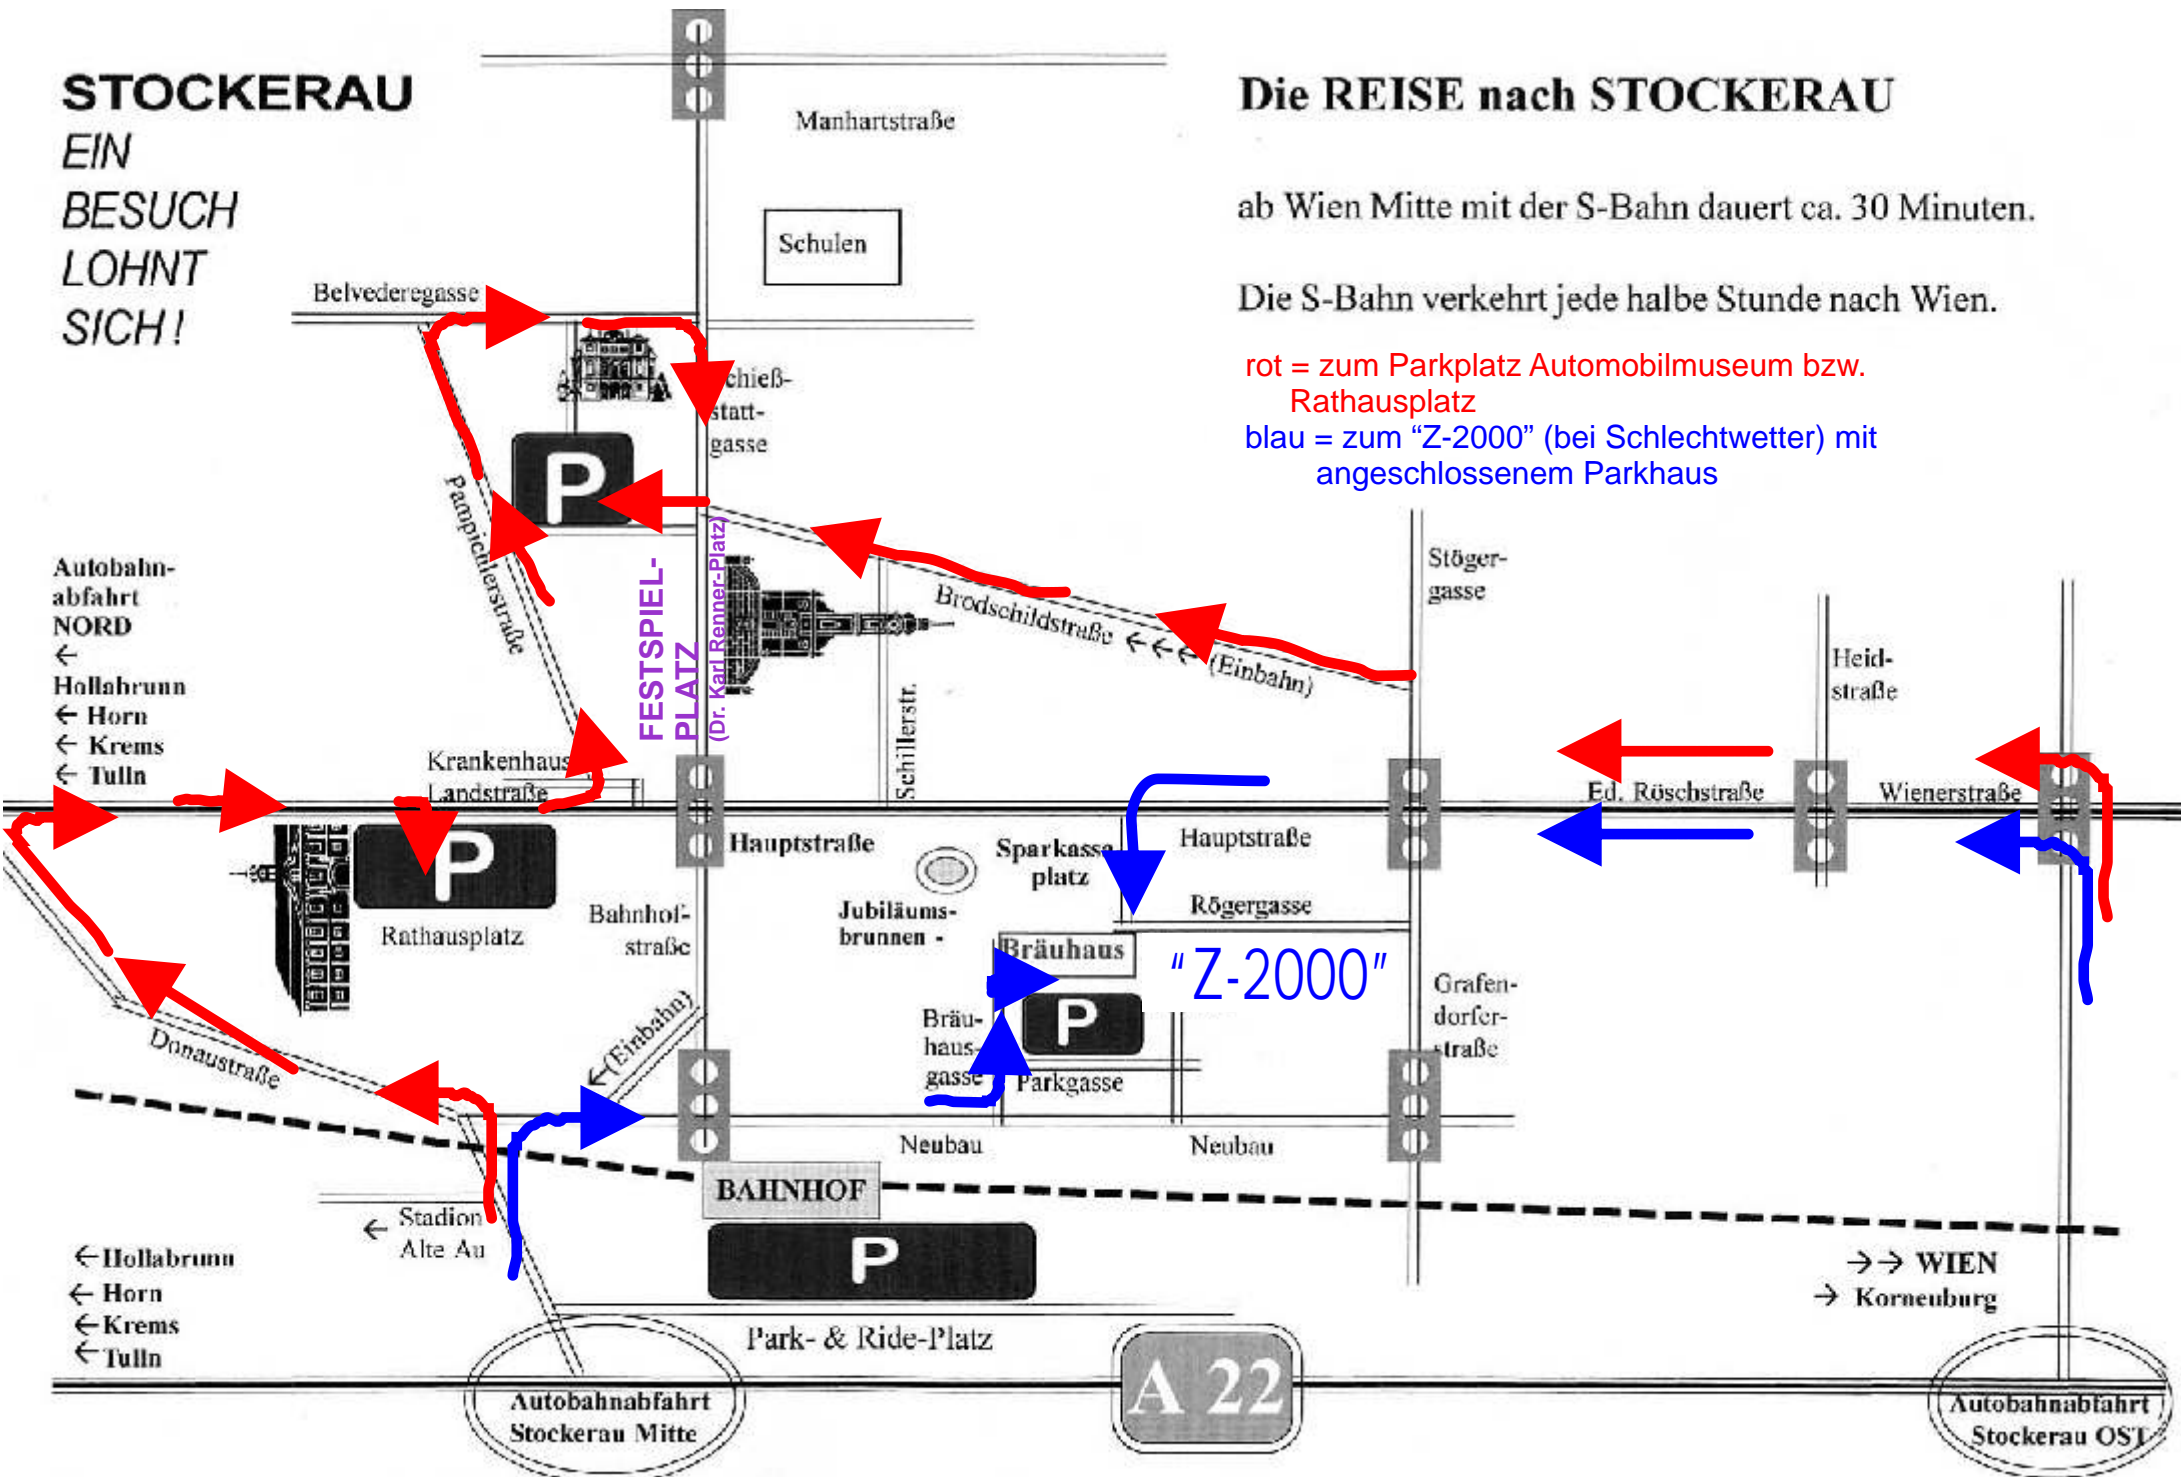 STOCKERAU
EIN
BESUCH
LOHNT
SICH !
Die REISE nach STOCKERAU
ab Wien Mitte mit der S-Bahn dauert ca. 30 Minuten.
Die S-Bahn verkehrt jede halbe Stunde nach Wien.
rot = zum Parkplatz Automobilmuseum bzw.
Rathausplatz
blau = zum “Z-2000” (bei Schlechtwetter) mit
angeschlossenem Parkhaus
Manhartstraße
Schulen
Belvederegasse
chieß-
statt-
gasse
P
Pampichlerstraße
FESTSPIEL-
PLATZ
(Dr. Karl Renner-Platz)
Brodschildstraße ←←← (Einbahn)
Schillerstr.
Stöger-
gasse
Heid-
straße
Autobahn-
abfahrt
NORD
←
Hollabrunn
← Horn
← Krems
← Tulln
Krankenhaus
Landstraße
Ed. Röschstraße
Wienerstraße
P
Rathausplatz
Hauptstraße
Hauptstraße
Sparkasse
platz
Jubiläums-
brunnen -
Rögergasse
Bahnhof-
straße
Bräuhaus
“Z-2000”
P
Bräu-
haus-
gasse
Parkgasse
Grafen-
dorfer-
straße
Donaustraße
←(Einbahn)
Neubau
Neubau
BAHNHOF
P
Park- & Ride-Platz
← Stadion
Alte Au
←Hollabrunn
← Horn
←Krems
←Tulln
→→ WIEN
→ Korneuburg
A 22
Autobahnabfahrt
Stockerau Mitte
Autobahnabfahrt
Stockerau OST